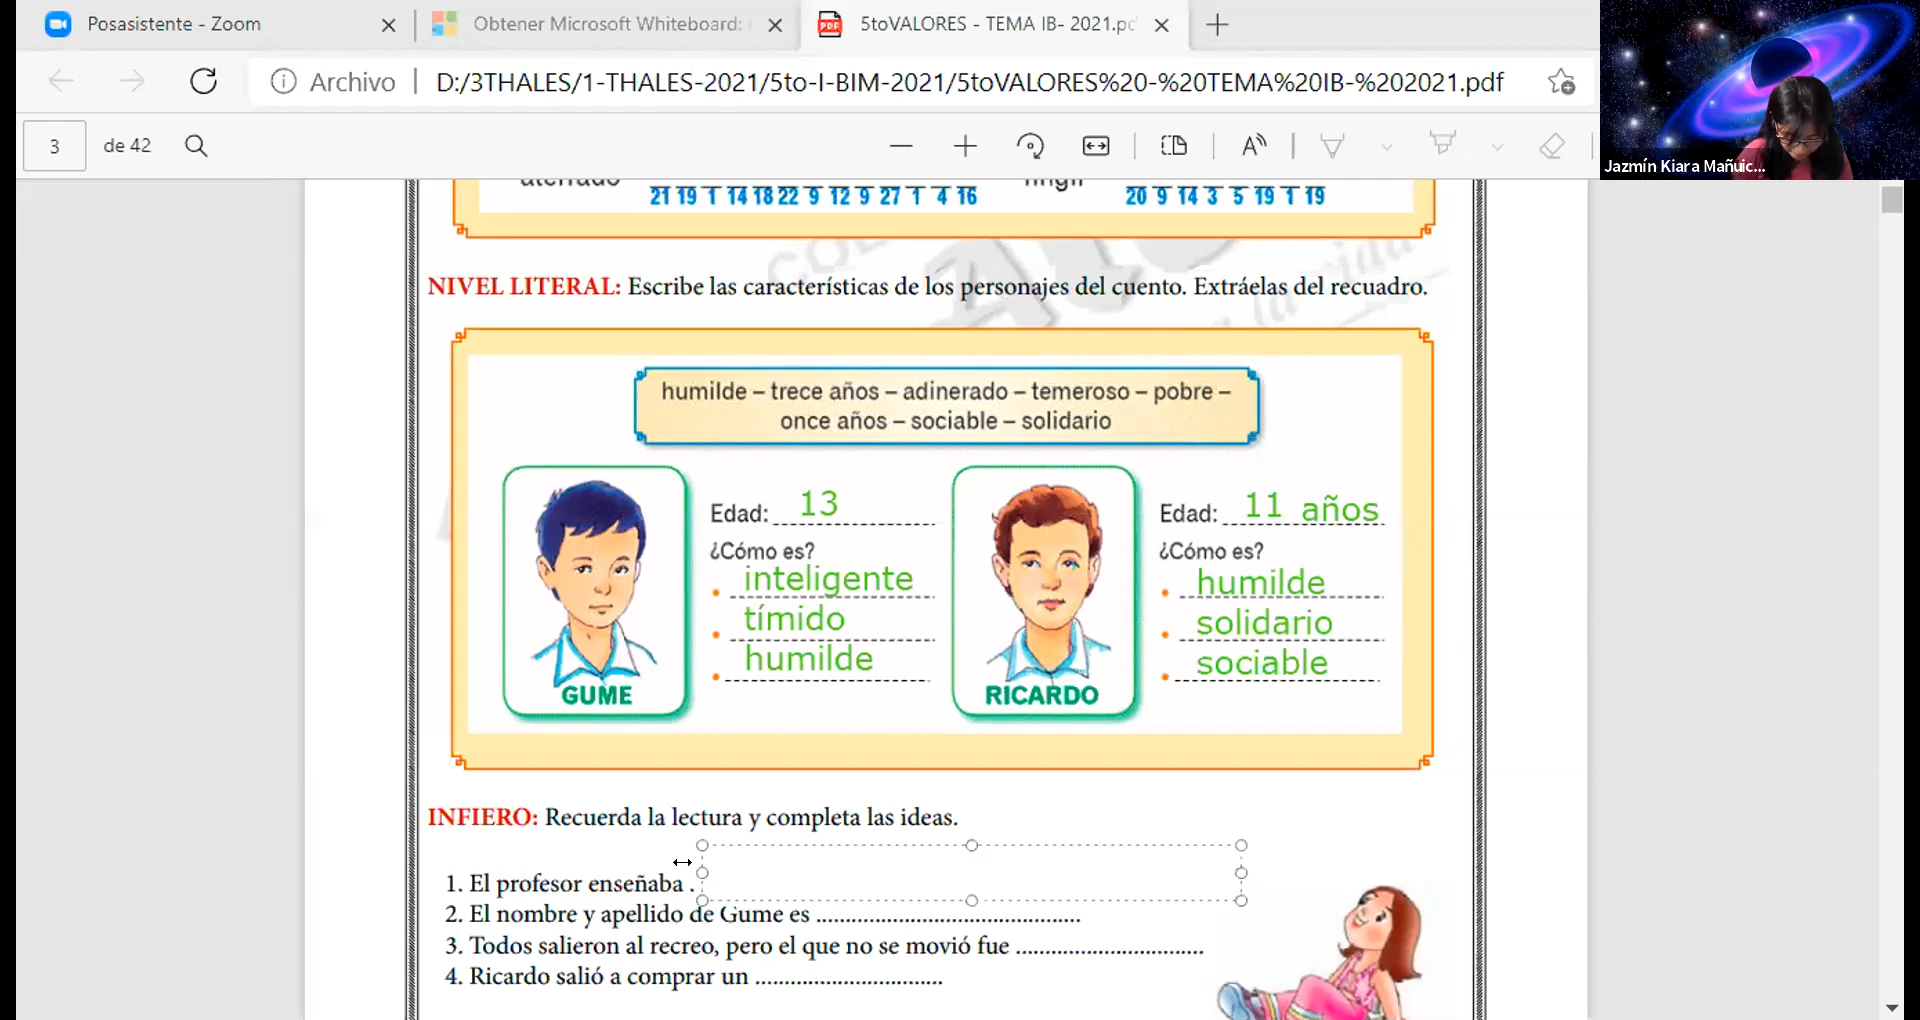 Posasistente - Zoom
Obtener Microsoft Whiteboard:
5toVALORES - TEMA IB- 2021.pd
Archivo
D:/3THALES/1-THALES-2021/5to-I-BIM-2021/5toVALORES%20-%20TEMA%20IB-%202021.pdf
3 de 42
Jazmín Kiara Mañuic...
aterrado
21 19 1 14 18 22 9 12 9 27 1 4 16
fingir
20 9 14 3 5 19 1 19
NIVEL LITERAL: Escribe las características de los personajes del cuento. Extráelas del recuadro.
humilde – trece años – adinerado – temeroso – pobre –
once años – sociable – solidario
Edad: 13
¿Cómo es?
• inteligente
• tímido
• humilde
GUME
Edad: 11 años
¿Cómo es?
• humilde
• solidario
• sociable
RICARDO
INFIERO: Recuerda la lectura y completa las ideas.
1. El profesor enseñaba .
2. El nombre y apellido de Gume es ............................................
3. Todos salieron al recreo, pero el que no se movió fue ................................
4. Ricardo salió a comprar un ................................